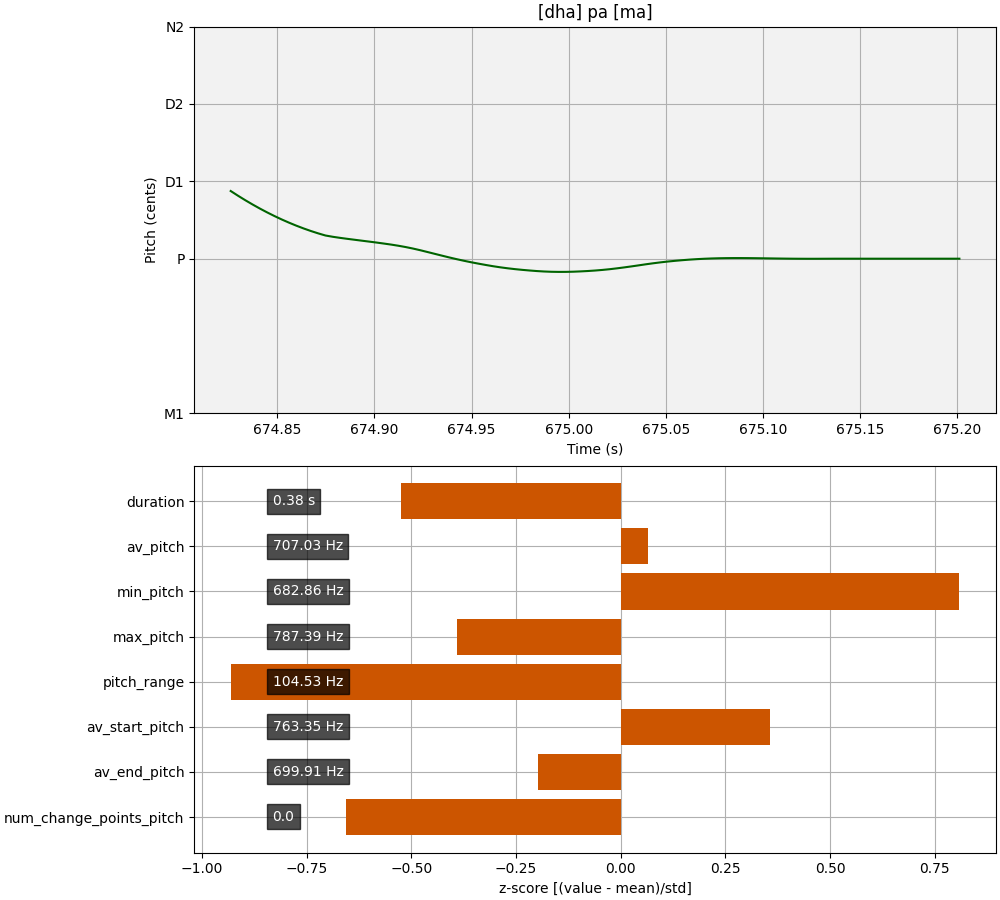 [dha] pa [ma]
N2
D2
D1
P
M1
Pitch (cents)
674.85 674.90 674.95 675.00 675.05 675.10 675.15 675.20
Time (s)
duration 0.38 s
av_pitch 707.03 Hz
min_pitch 682.86 Hz
max_pitch 787.39 Hz
pitch_range 104.53 Hz
av_start_pitch 763.35 Hz
av_end_pitch 699.91 Hz
num_change_points_pitch 0.0
−1.00 −0.75 −0.50 −0.25 0.00 0.25 0.50 0.75
z-score [(value - mean)/std]